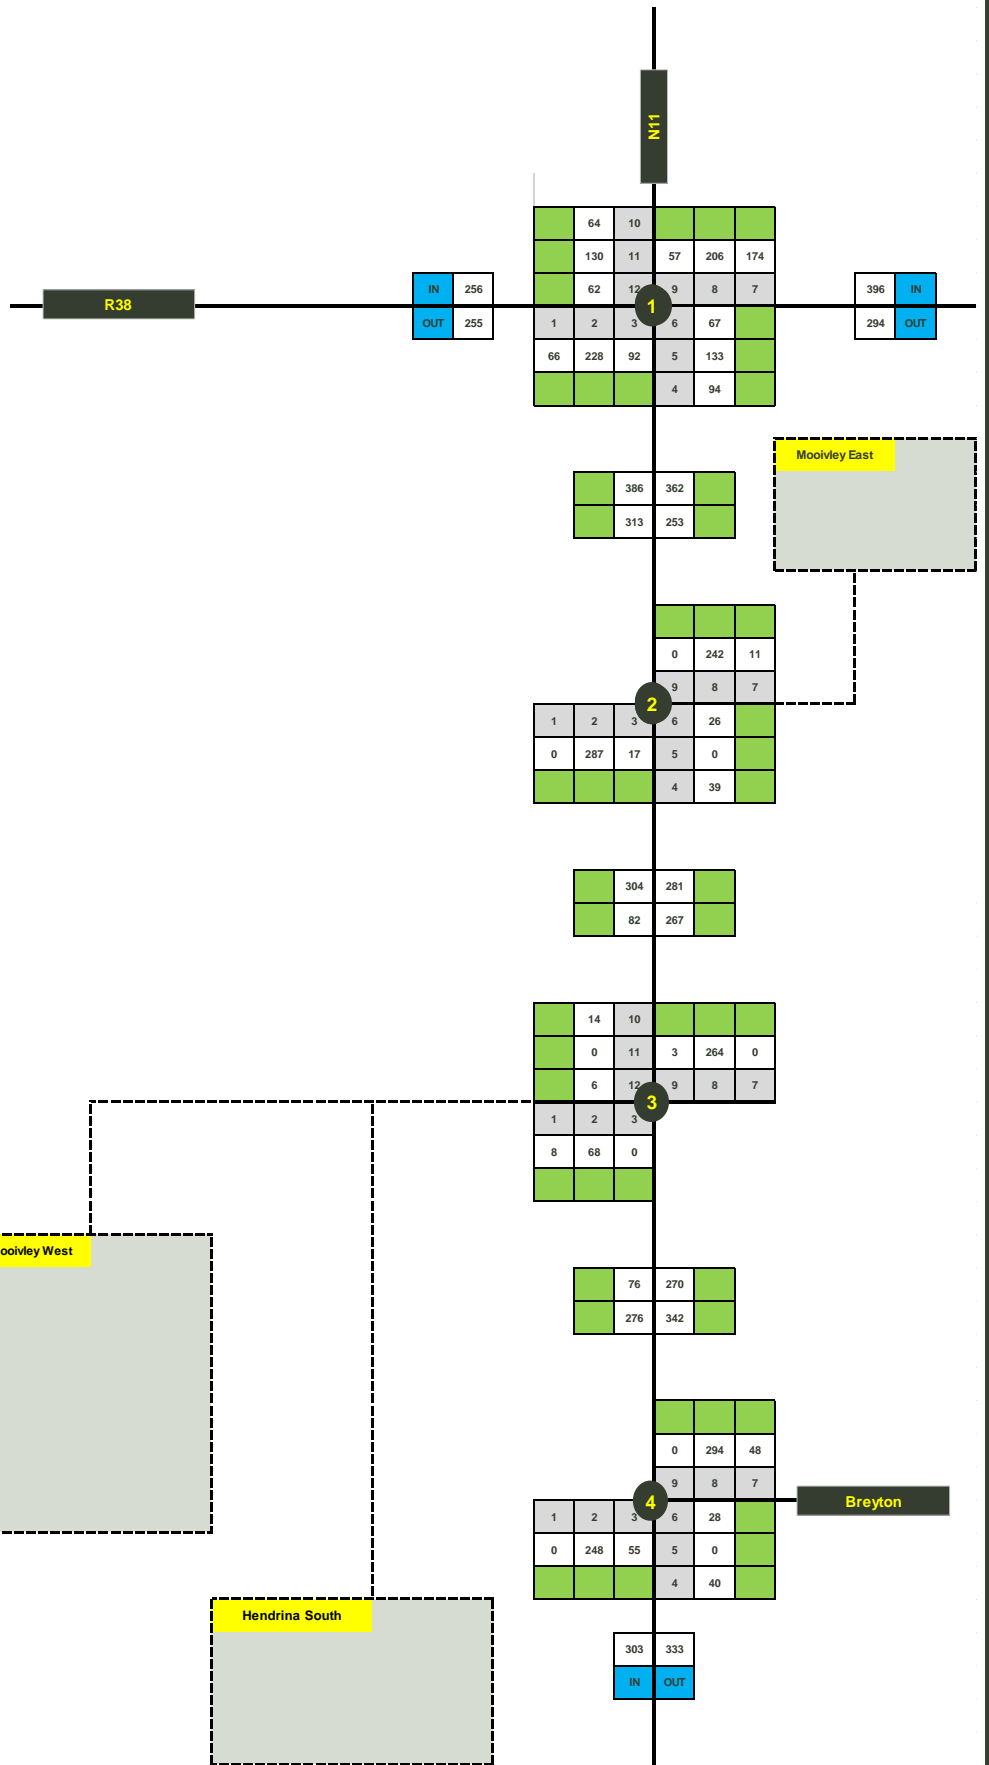 N11
64 10
130 11 57 206 174
R38 IN 256 62 12 9 8 7 396 IN
1
OUT 255 1 2 3 6 67 294 OUT
66 228 92 5 133
4 94
Mooivley East
386 362
313 253
0 242 11
9 8 7
2
1 2 3 6 26
0 287 17 5 0
4 39
304 281
82 267
14 10
0 11 3 264 0
6 12 9 8 7
3
1 2 3
8 68 0
ooivley West
76 270
276 342
0 294 48
9 8 7
4 Breyton
1 2 3 6 28
0 248 55 5 0
4 40
Hendrina South
303 333
IN OUT